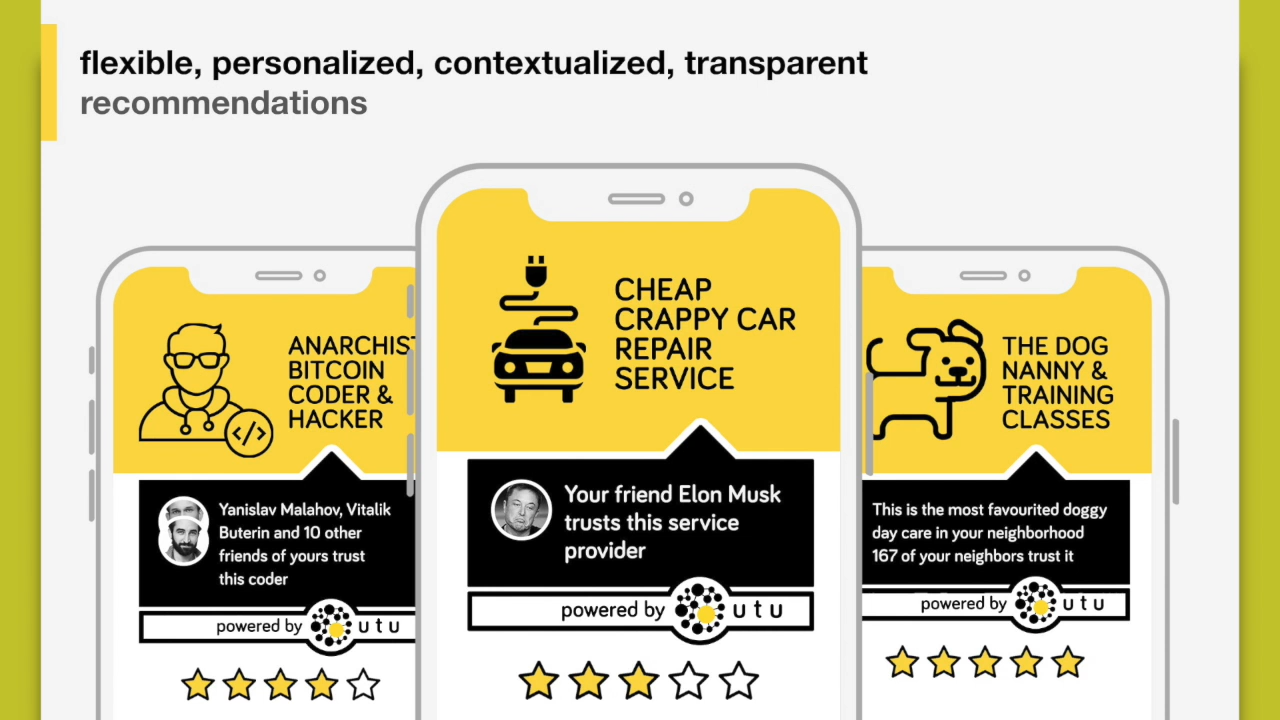 flexible, personalized, contextualized, transparent
recommendations
ANARCHIST
BITCOIN
CODER &
HACKER
Yanislav Malahov, Vitalik
Buterin and 10 other
friends of yours trust
this coder
powered by utu
CHEAP
CRAPPY CAR
REPAIR
SERVICE
Your friend Elon Musk
trusts this service
provider
powered by utu
THE DOG
NANNY &
TRAINING
CLASSES
This is the most favourited doggy
day care in your neighborhood
167 of your neighbors trust it
powered by utu